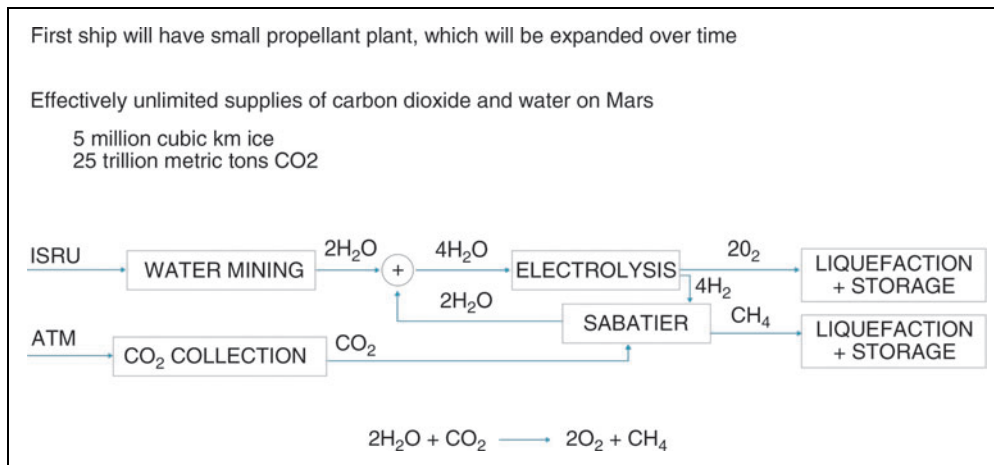 First ship will have small propellant plant, which will be expanded over time
Effectively unlimited supplies of carbon dioxide and water on Mars
5 million cubic km ice
25 trillion metric tons CO2
ISRU
WATER MINING
2H₂O
+
4H₂O
ELECTROLYSIS
20₂
LIQUEFACTION
+ STORAGE
4H₂
2H₂O
SABATIER
CH₄
LIQUEFACTION
+ STORAGE
ATM
CO₂ COLLECTION
CO₂
2H₂O + CO₂ ⟶ 2O₂ + CH₄